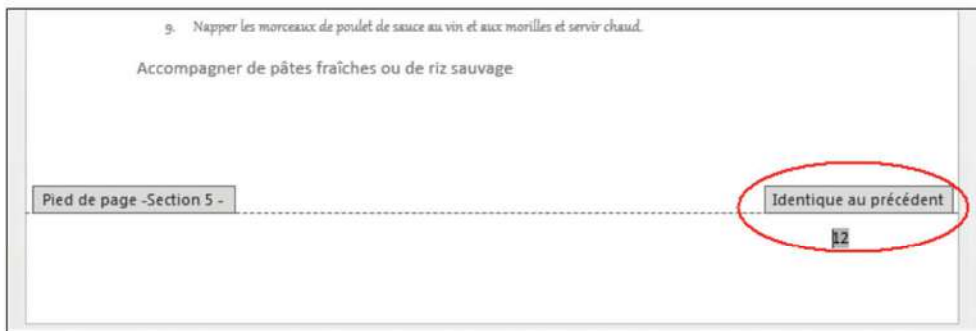 9. Napper les morceaux de poulet de sauce au vin et aux morilles et servir chaud.
Accompagner de pâtes fraîches ou de riz sauvage
Pied de page -Section 5 -
Identique au précédent
12